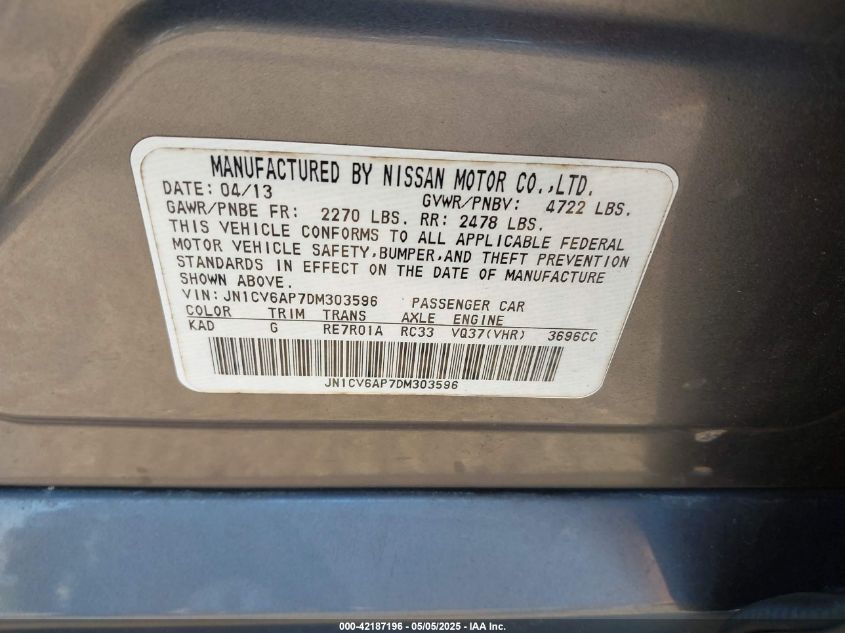 MANUFACTURED BY NISSAN MOTOR CO.,LTD.
DATE: 04/13 GVWR/PNBV: 4722 LBS.
GAWR/PNBE FR: 2270 LBS. RR: 2478 LBS.
THIS VEHICLE CONFORMS TO ALL APPLICABLE FEDERAL
MOTOR VEHICLE SAFETY,BUMPER,AND THEFT PREVENTION
STANDARDS IN EFFECT ON THE DATE OF MANUFACTURE
SHOWN ABOVE.
VIN: JN1CV6AP7DM303596 PASSENGER CAR
COLOR TRIM TRANS AXLE ENGINE
KAD G RE7R01A RC33 VQ37(VHR) 3696CC
JN1CV6AP7DM303596
000-42187196 - 05/05/2025 - IAA Inc.